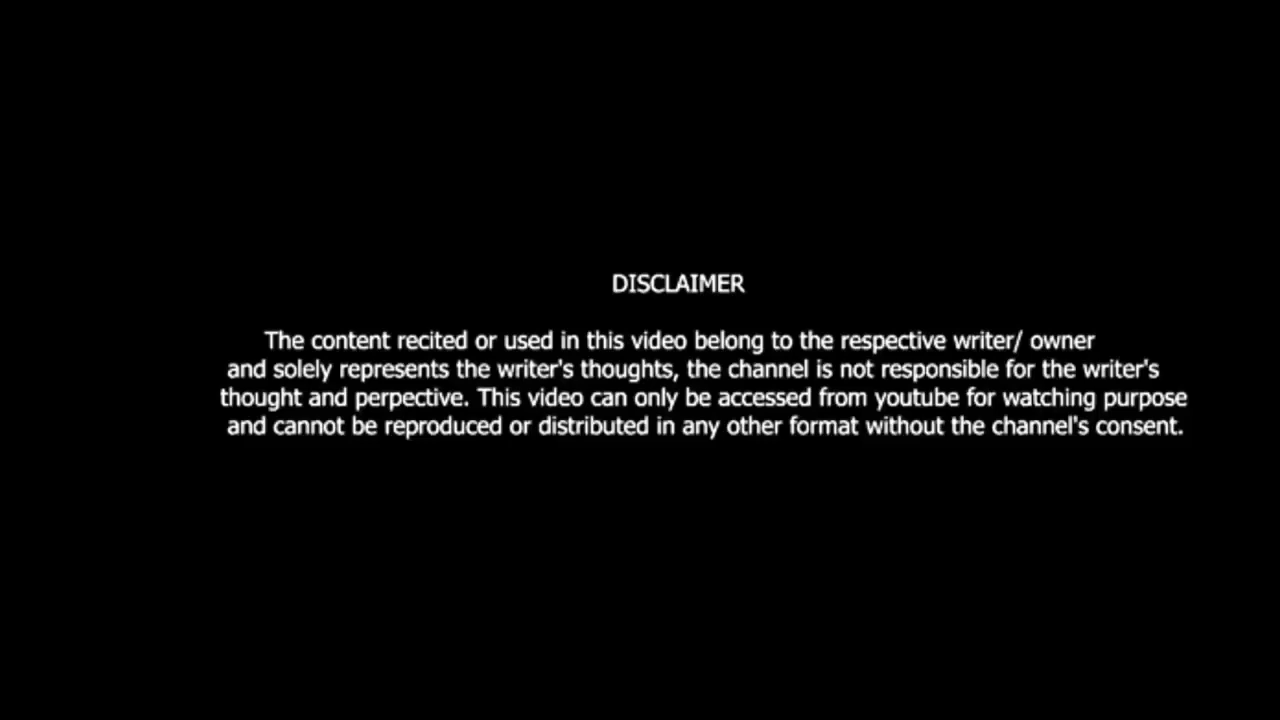 DISCLAIMER
The content recited or used in this video belong to the respective writer/ owner
and solely represents the writer's thoughts, the channel is not responsible for the writer's
thought and perpective. This video can only be accessed from youtube for watching purpose
and cannot be reproduced or distributed in any other format without the channel's consent.